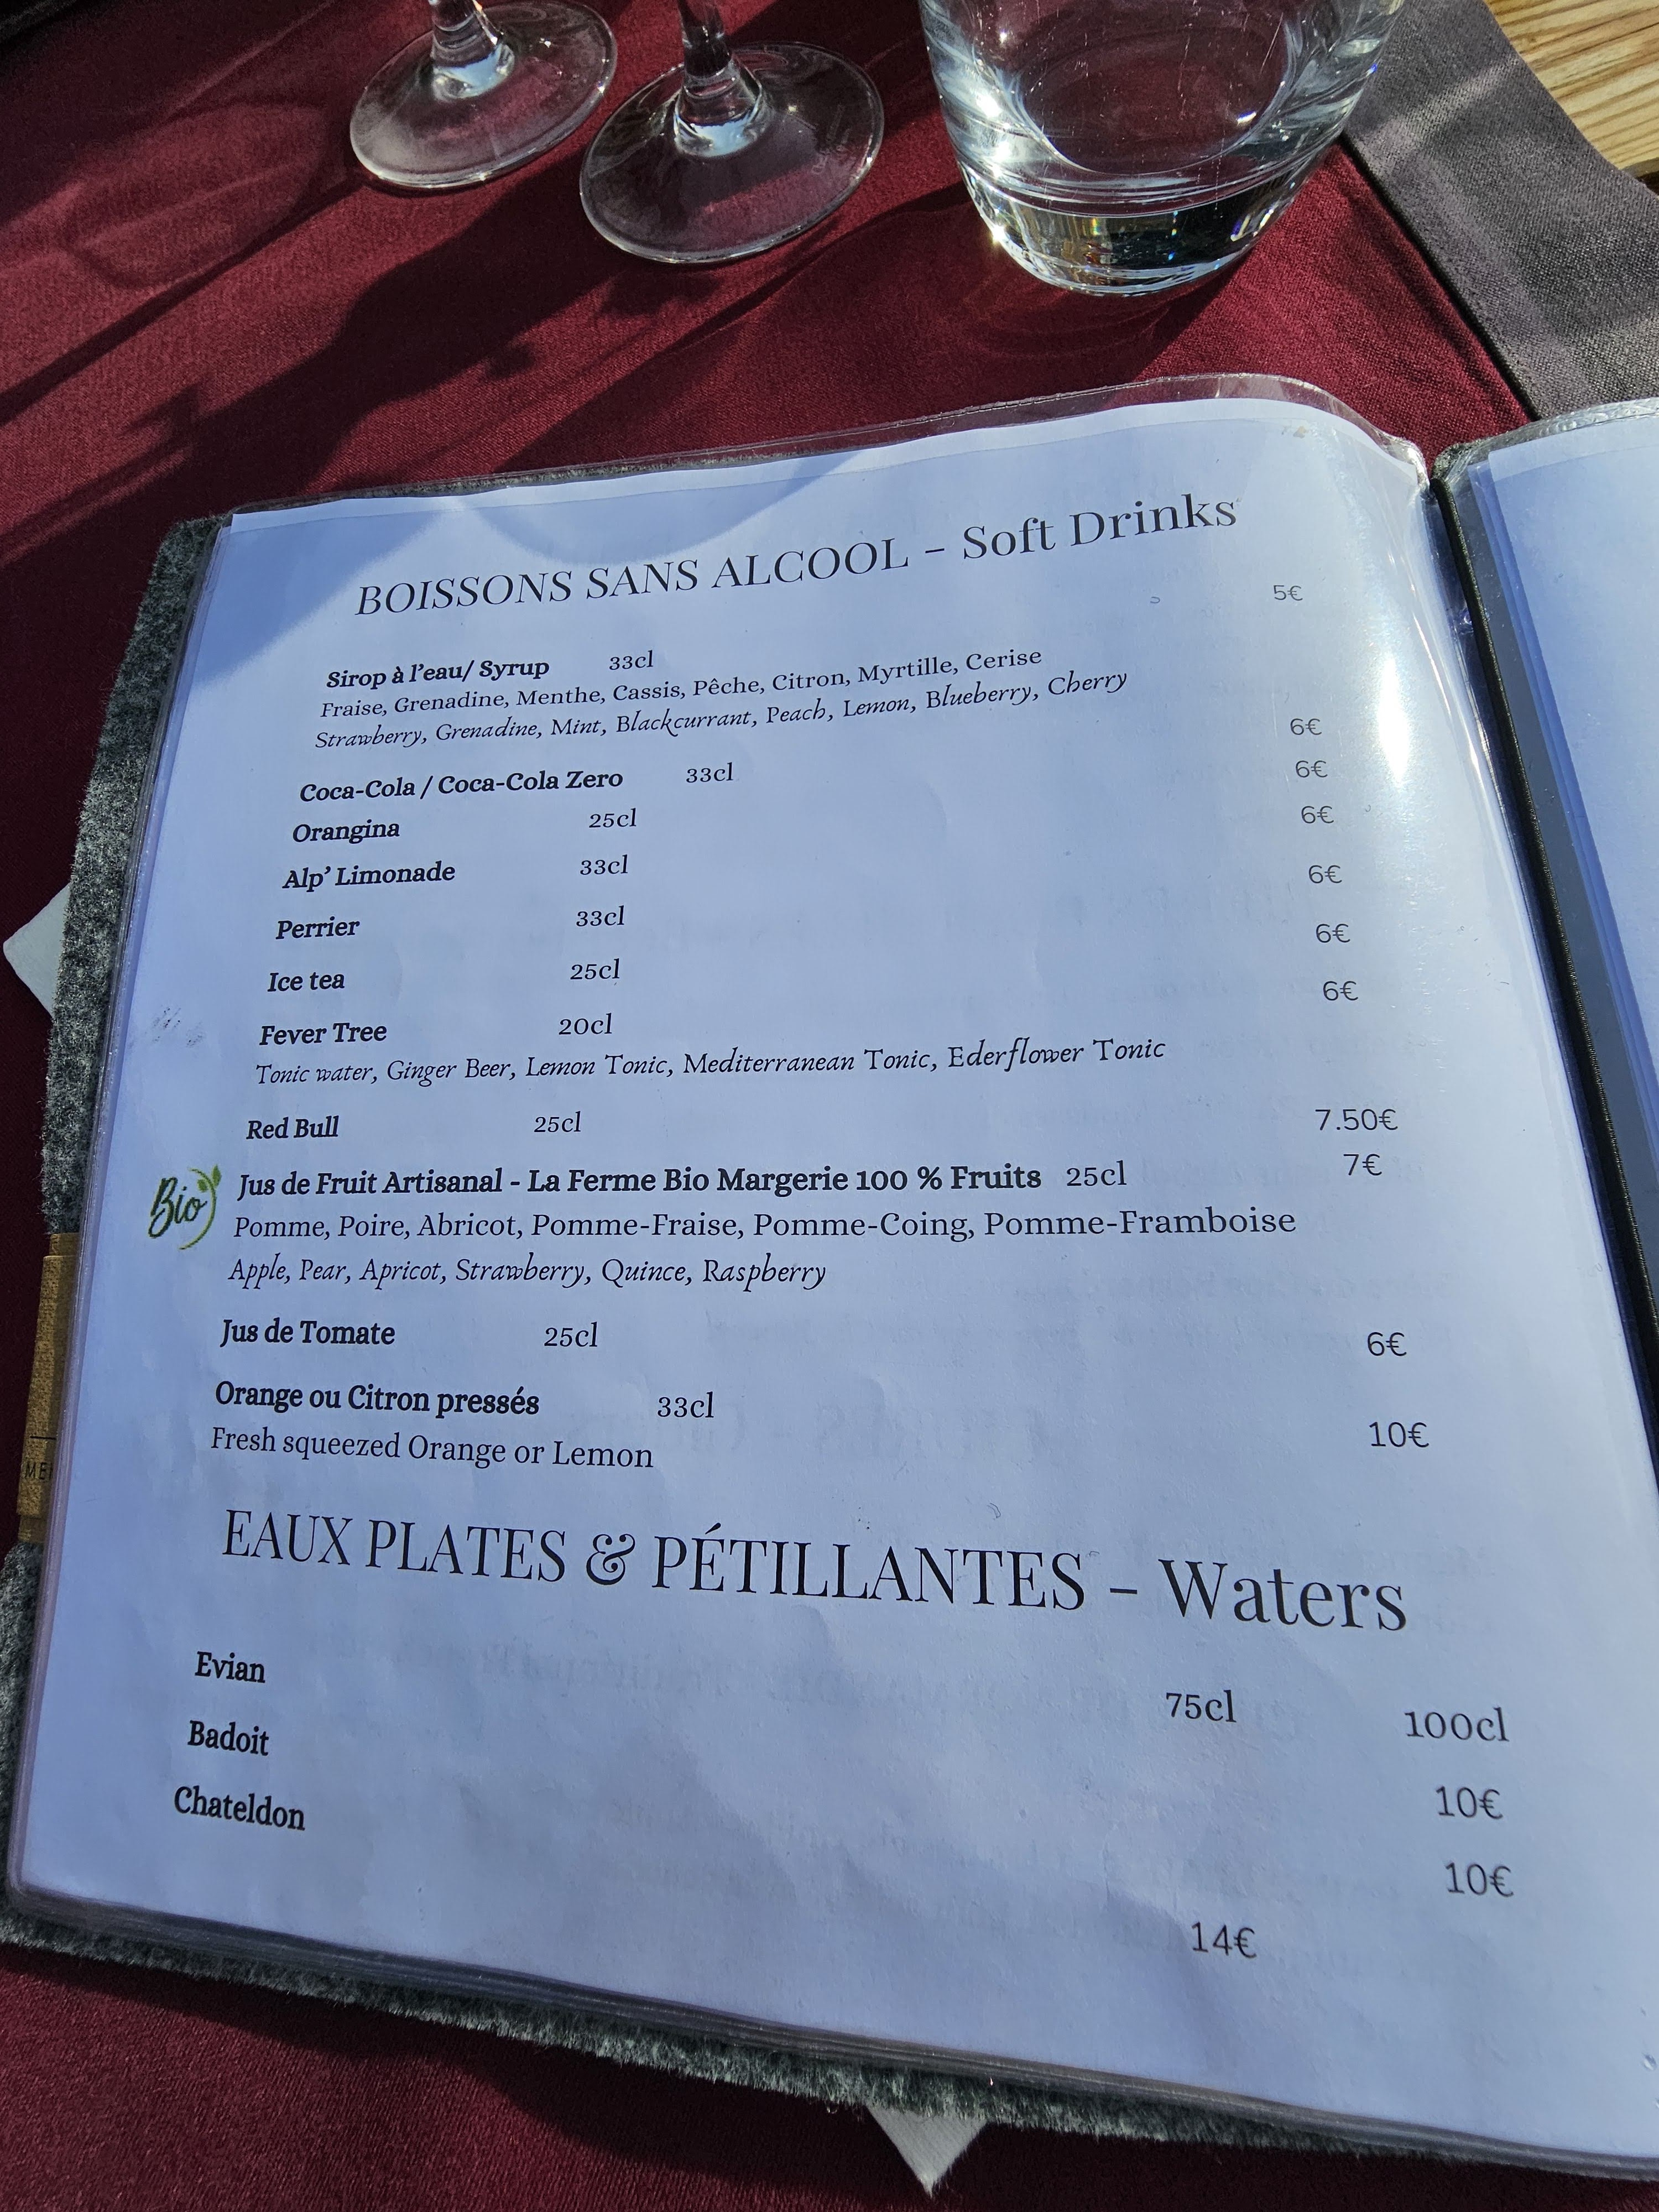 BOISSONS SANS ALCOOL - Soft Drinks
Sirop à l'eau/ Syrup 33cl 5€
Fraise, Grenadine, Menthe, Cassis, Pêche, Citron, Myrtille, Cerise
Strawberry, Grenadine, Mint, Blackcurrant, Peach, Lemon, Blueberry, Cherry
Coca-Cola / Coca-Cola Zero 33cl 6€
Orangina 25cl 6€
Alp' Limonade 33cl 6€
Perrier 33cl 6€
Ice tea 25cl 6€
Fever Tree 20cl 6€
Tonic water, Ginger Beer, Lemon Tonic, Mediterranean Tonic, Ederflower Tonic
Red Bull 25cl 7.50€
Bio
Jus de Fruit Artisanal - La Ferme Bio Margerie 100 % Fruits 25cl 7€
Pomme, Poire, Abricot, Pomme-Fraise, Pomme-Coing, Pomme-Framboise
Apple, Pear, Apricot, Strawberry, Quince, Raspberry
Jus de Tomate 25cl 6€
Orange ou Citron pressés 33cl 10€
Fresh squeezed Orange or Lemon
EAUX PLATES & PÉTILLANTES - Waters
75cl 100cl
Evian 10€
Badoit 10€
Chateldon 14€